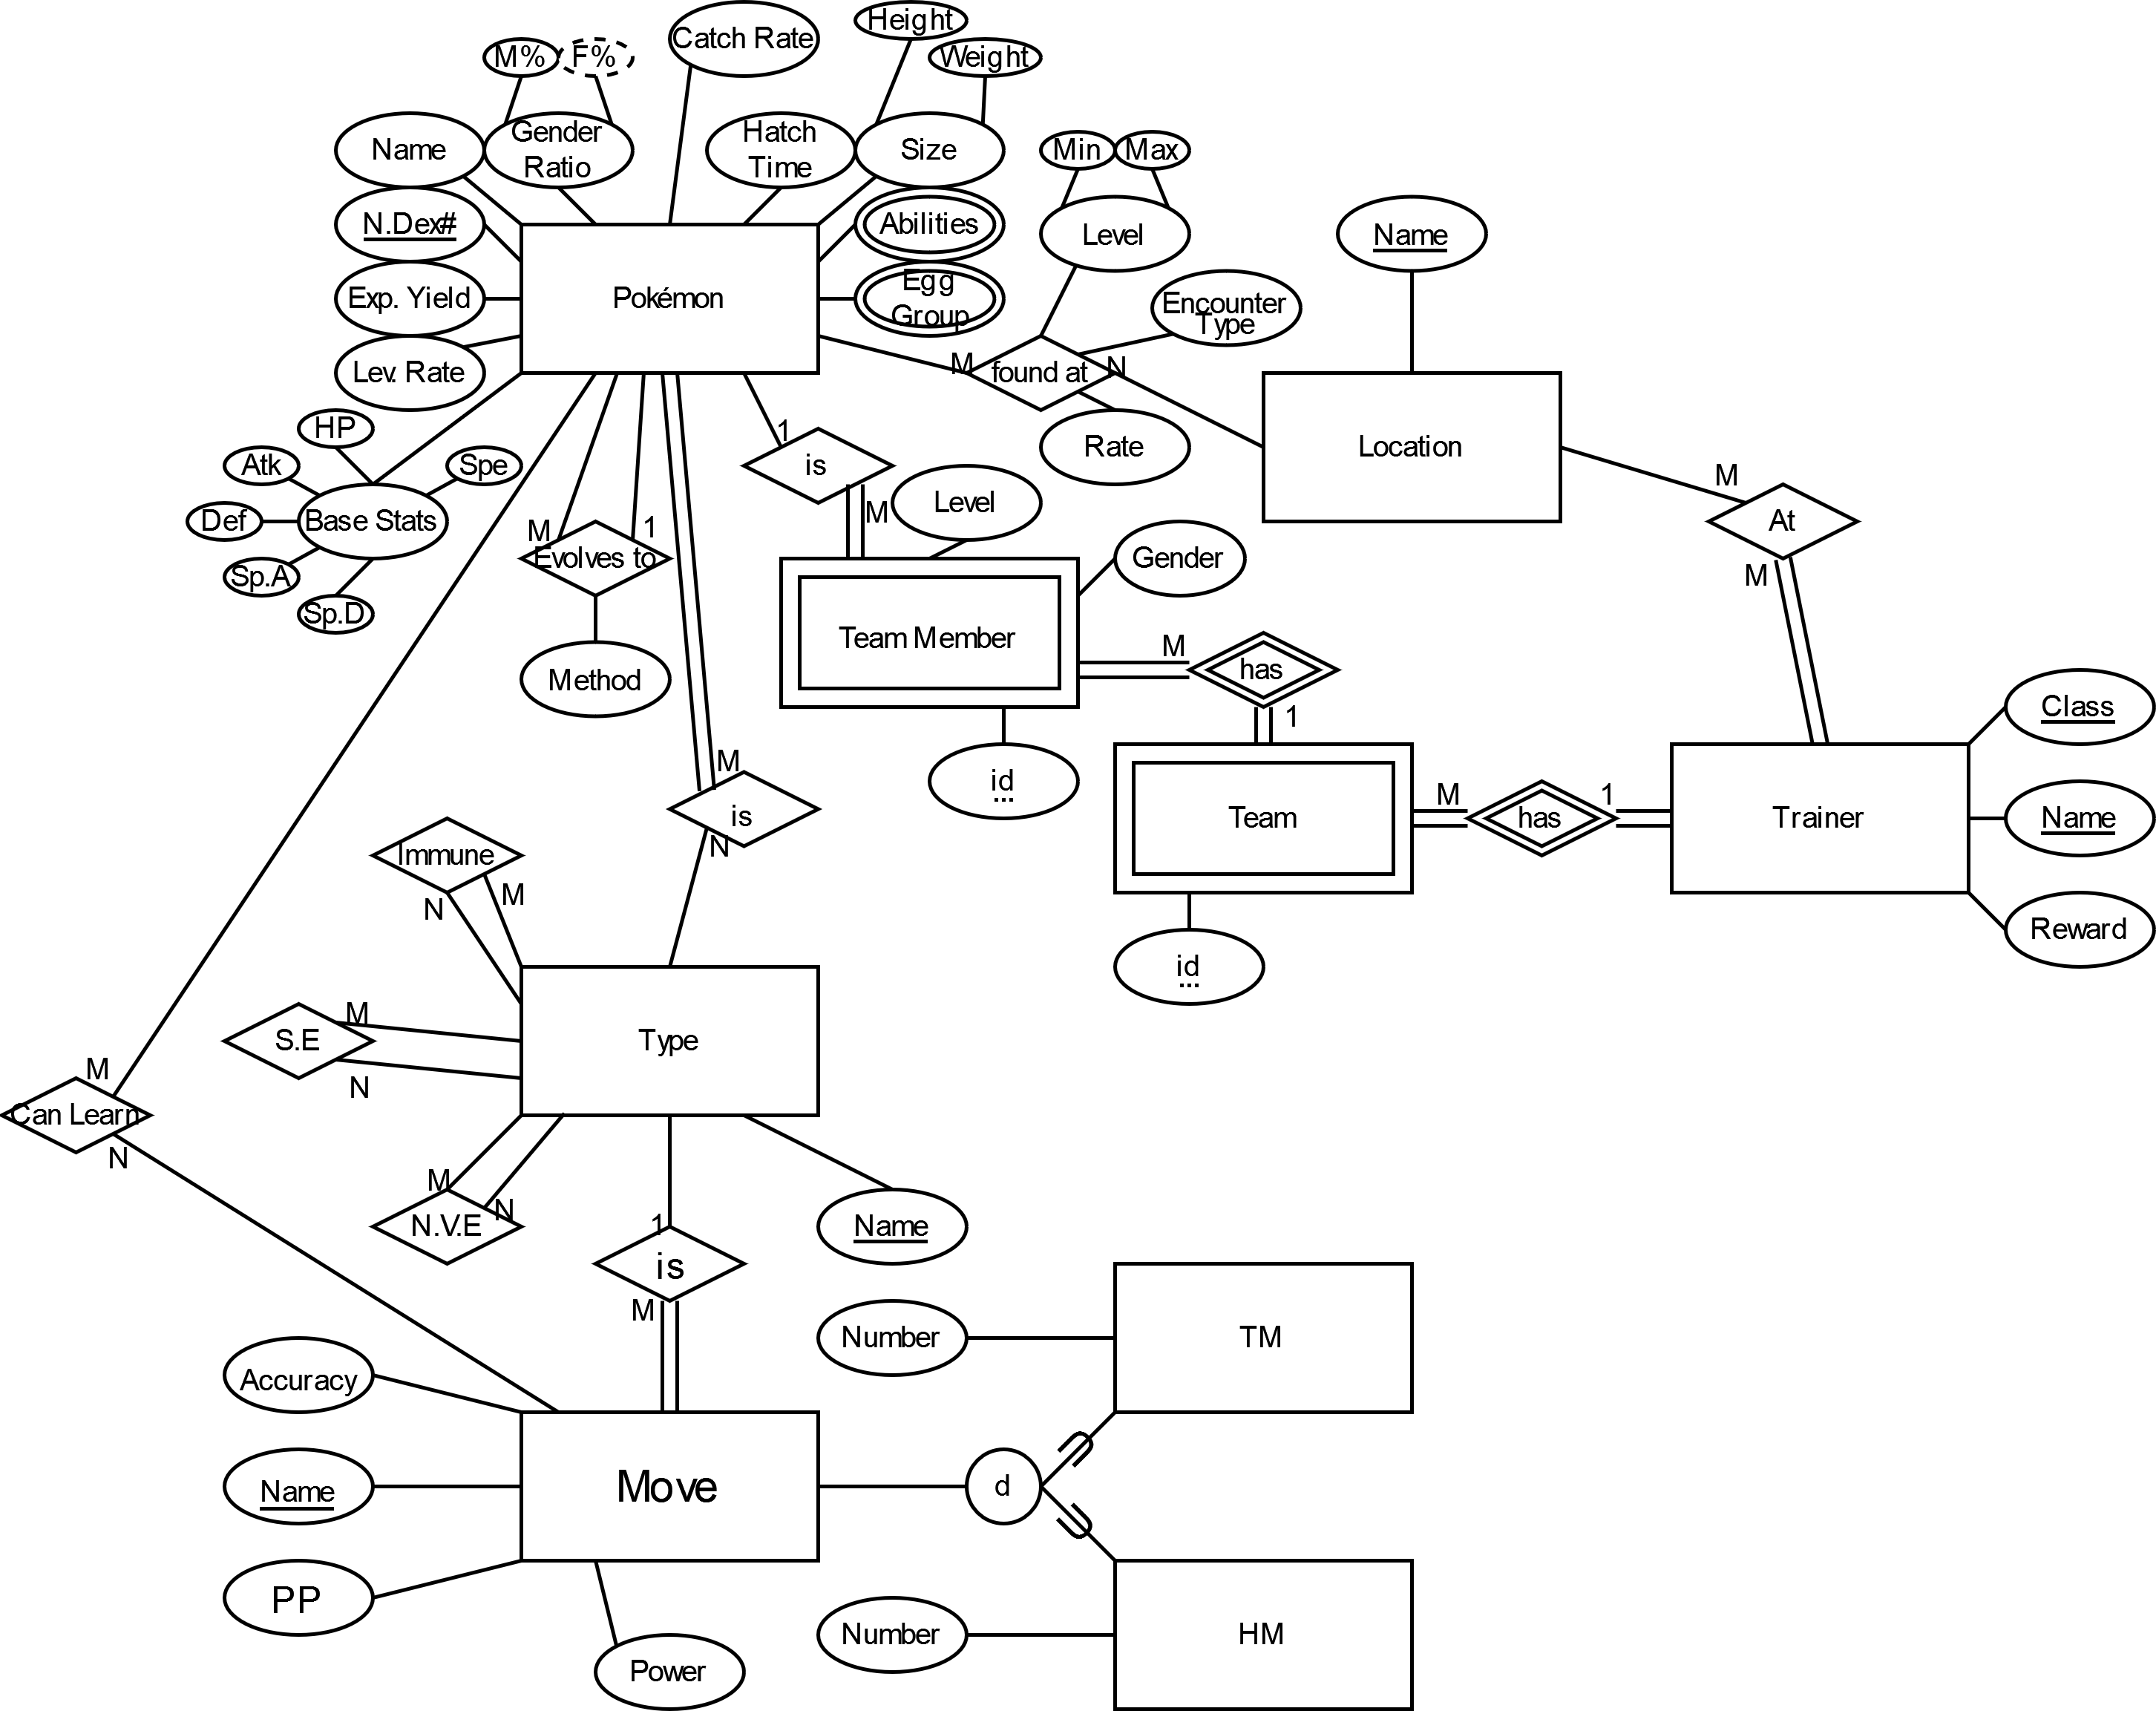 Height
Catch Rate
M%
F%
Weight
Name
Gender
Ratio
Hatch
Time
Size
Min
Max
N.Dex#
Abilities
Level
Name
Exp. Yield
Pokémon
Egg
Group
Encounter
Type
Lev. Rate
M
found at
N
HP
1
Rate
Location
Atk
Spe
is
M
Level
M
Def
Base Stats
M
1
At
Evolves to
Gender
M
Sp.A
Sp.D
Team Member
M
has
Method
1
Class
M
id
Team
M
has
1
Trainer
Name
is
N
Immune
M
N
Reward
id
M
S.E
Type
N
M
Can Learn
N
M
N
N.V.E
1
Name
is
M
Number
TM
Accuracy
Name
Move
d
PP
Number
HM
Power